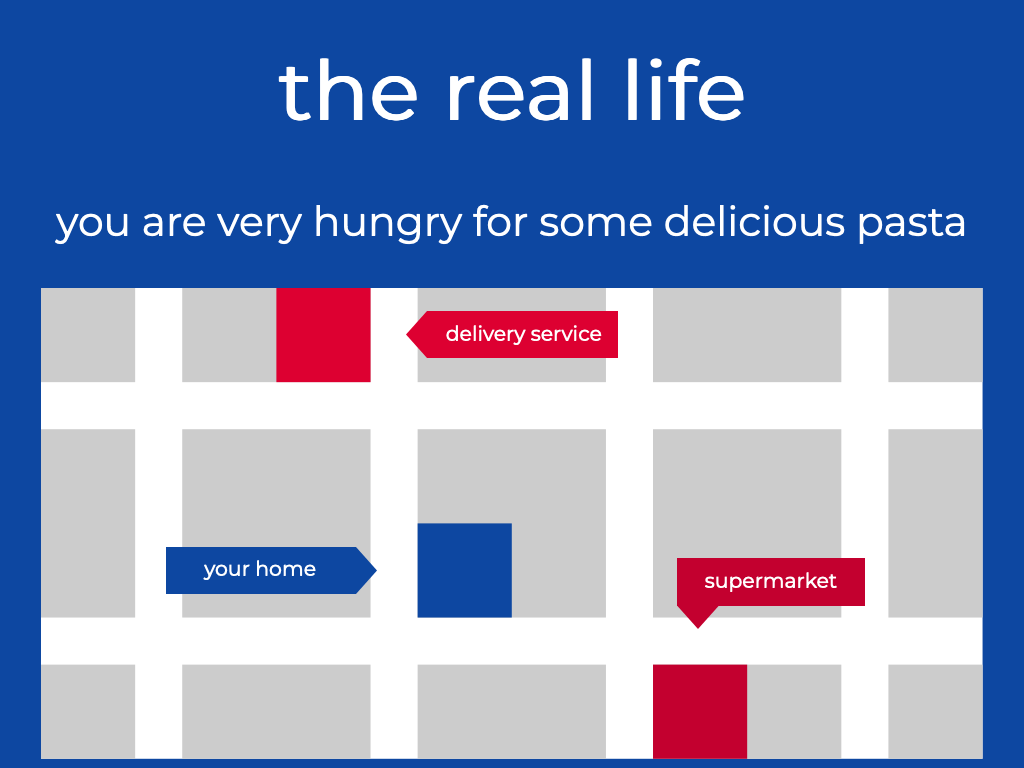 the real life
you are very hungry for some delicious pasta
delivery service
your home
supermarket